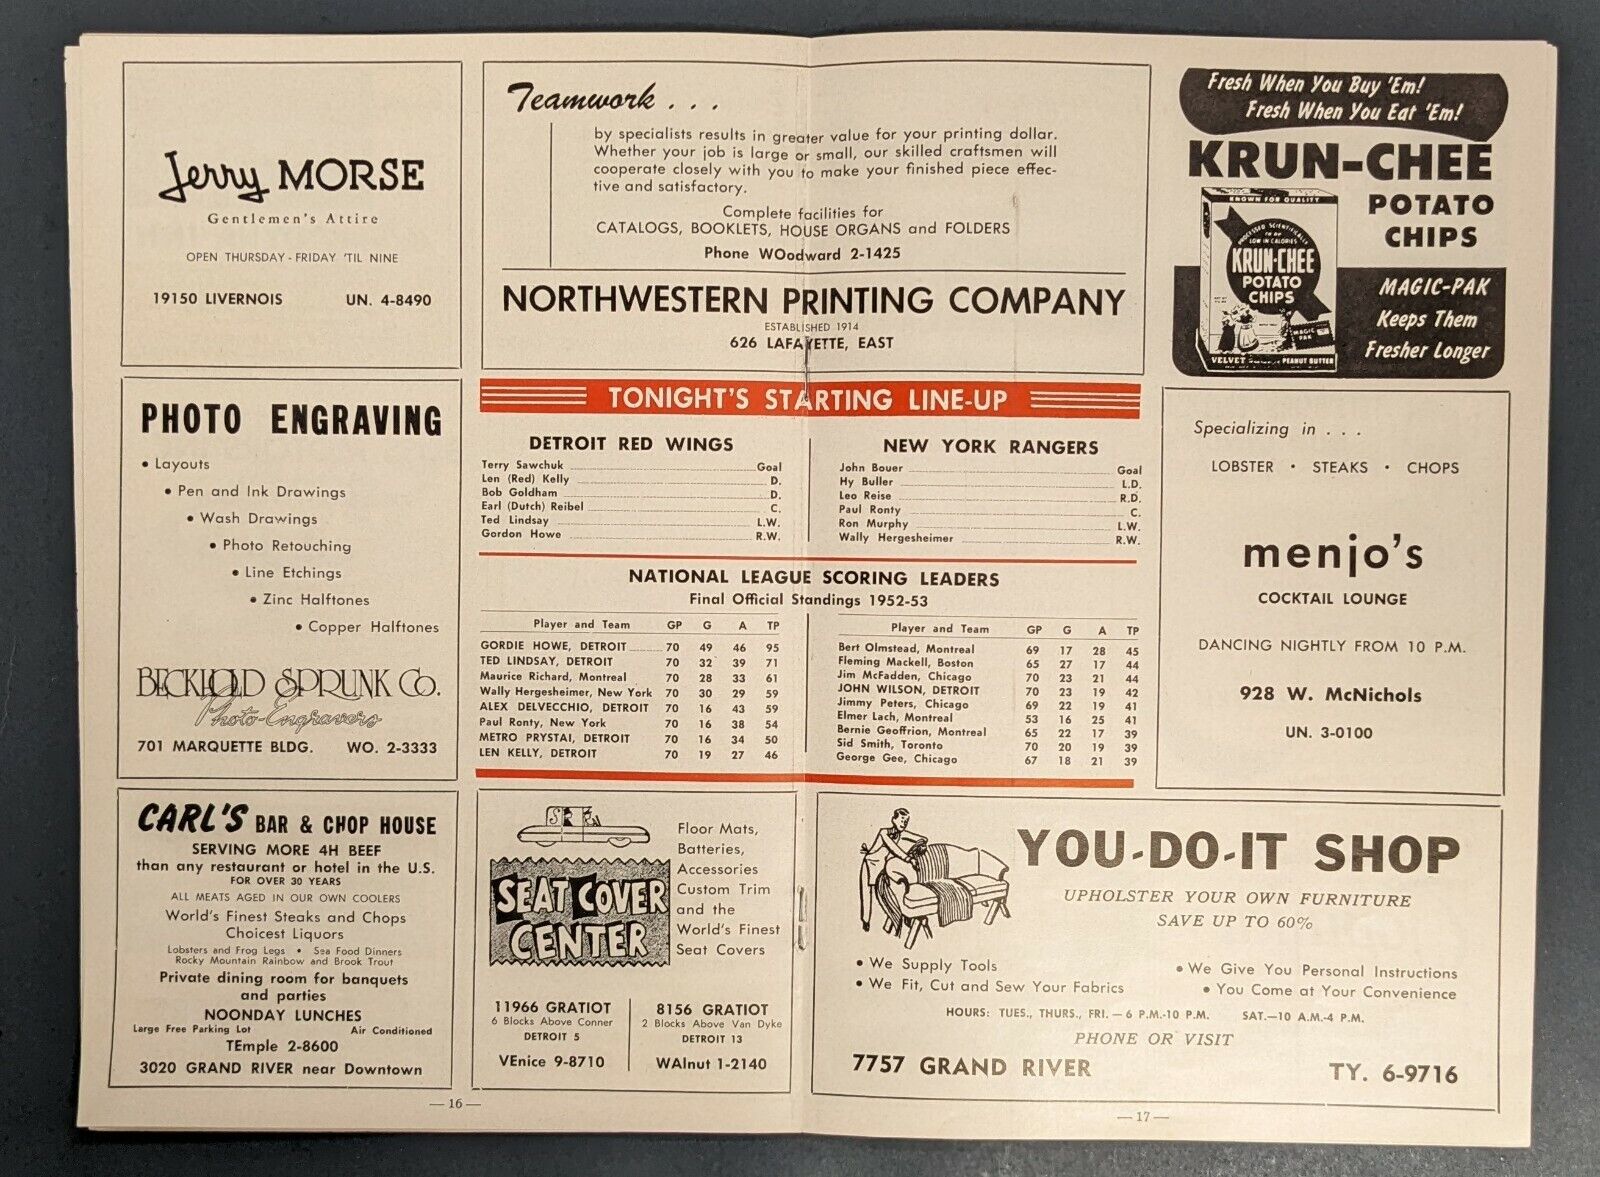 Jerry MORSE
Gentlemen's Attire
OPEN THURSDAY - FRIDAY 'TIL NINE
19150 LIVERNOIS UN. 4-8490
Teamwork . . .
by specialists results in greater value for your printing dollar.
Whether your job is large or small, our skilled craftsmen will
cooperate closely with you to make your finished piece effec-
tive and satisfactory.
Complete facilities for
CATALOGS, BOOKLETS, HOUSE ORGANS and FOLDERS
Phone WOodward 2-1425
NORTHWESTERN PRINTING COMPANY
ESTABLISHED 1914
626 LAFAYETTE, EAST
Fresh When You Buy 'Em!
Fresh When You Eat 'Em!
KRUN-CHEE
POTATO
CHIPS
KNOWN FOR QUALITY
PROCESSED SCIENTIFICALLY
TO BE
LOW IN CALORIES
KRUN-CHEE
POTATO
CHIPS
MAGIC
PAK
VELVET PEANUT BUTTER
MAGIC-PAK
Keeps Them
Fresher Longer
PHOTO ENGRAVING
• Layouts
• Pen and Ink Drawings
• Wash Drawings
• Photo Retouching
• Line Etchings
• Zinc Halftones
• Copper Halftones
BECKHOLD SPRUNK CO.
Photo-Engravers
701 MARQUETTE BLDG. WO. 2-3333
TONIGHT'S STARTING LINE-UP
DETROIT RED WINGS
Terry Sawchuk Goal
Len (Red) Kelly D.
Bob Goldham D.
Earl (Dutch) Reibel C.
Ted Lindsay L.W.
Gordon Howe R.W.
NEW YORK RANGERS
John Bouer Goal
Hy Buller L.D.
Leo Reise R.D.
Paul Ronty C.
Ron Murphy L.W.
Wally Hergesheimer R.W.
NATIONAL LEAGUE SCORING LEADERS
Final Official Standings 1952-53
Player and Team GP G A TP
GORDIE HOWE, DETROIT 70 49 46 95
TED LINDSAY, DETROIT 70 32 39 71
Maurice Richard, Montreal 70 28 33 61
Wally Hergesheimer, New York 70 30 29 59
ALEX DELVECCHIO, DETROIT 70 16 43 59
Paul Ronty, New York 70 16 38 54
METRO PRYSTAI, DETROIT 70 16 34 50
LEN KELLY, DETROIT 70 19 27 46
Player and Team GP G A TP
Bert Olmstead, Montreal 69 17 28 45
Fleming Mackell, Boston 65 27 17 44
Jim McFadden, Chicago 70 23 21 44
JOHN WILSON, DETROIT 70 23 19 42
Jimmy Peters, Chicago 69 22 19 41
Elmer Lach, Montreal 53 16 25 41
Bernie Geoffrion, Montreal 65 22 17 39
Sid Smith, Toronto 70 20 19 39
George Gee, Chicago 67 18 21 39
Specializing in . . .
LOBSTER • STEAKS • CHOPS
menjo's
COCKTAIL LOUNGE
DANCING NIGHTLY FROM 10 P.M.
928 W. McNichols
UN. 3-0100
CARL'S BAR & CHOP HOUSE
SERVING MORE 4H BEEF
than any restaurant or hotel in the U.S.
FOR OVER 30 YEARS
ALL MEATS AGED IN OUR OWN COOLERS
World's Finest Steaks and Chops
Choicest Liquors
Lobsters and Frog Legs • Sea Food Dinners
Rocky Mountain Rainbow and Brook Trout
Private dining room for banquets
and parties
NOONDAY LUNCHES
Large Free Parking Lot Air Conditioned
TEmple 2-8600
3020 GRAND RIVER near Downtown
SEAT COVER
CENTER
Floor Mats,
Batteries,
Accessories
Custom Trim
and the
World's Finest
Seat Covers
11966 GRATIOT
6 Blocks Above Conner
DETROIT 5
VEnice 9-8710
8156 GRATIOT
2 Blocks Above Van Dyke
DETROIT 13
WAlnut 1-2140
YOU-DO-IT SHOP
UPHOLSTER YOUR OWN FURNITURE
SAVE UP TO 60%
• We Supply Tools
• We Fit, Cut and Sew Your Fabrics
• We Give You Personal Instructions
• You Come at Your Convenience
HOURS: TUES., THURS., FRI. — 6 P.M.-10 P.M. SAT.—10 A.M.-4 P.M.
PHONE OR VISIT
7757 GRAND RIVER TY. 6-9716
—16—
—17—